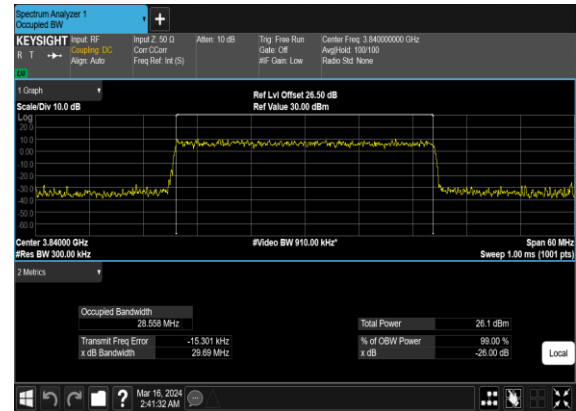 Spectrum Analyzer 1
Occupied BW
+
KEYSIGHT Input: RF Input Z: 50 Ω Atten: 10 dB Trig: Free Run Center Freq: 3.840000000 GHz
R T Coupling: DC Corr CCorr Gate: Off Avg|Hold: 100/100
Align: Auto Freq Ref: Int (S) #IF Gain: Low Radio Std: None
1 Graph Ref Lvl Offset 26.50 dB
Scale/Div 10.0 dB Ref Value 30.00 dBm
Log
20.0
10.0
0.00
-10.0
-20.0
-30.0
-40.0
-50.0
-60.0
Center 3.84000 GHz #Video BW 910.00 kHz* Span 60 MHz
#Res BW 300.00 kHz Sweep 1.00 ms (1001 pts)
2 Metrics
Occupied Bandwidth
28.558 MHz Total Power 26.1 dBm
Transmit Freq Error -15.301 kHz % of OBW Power 99.00 %
x dB Bandwidth 29.69 MHz x dB -26.00 dB
Local
? Mar 16, 2024
2:41:32 AM